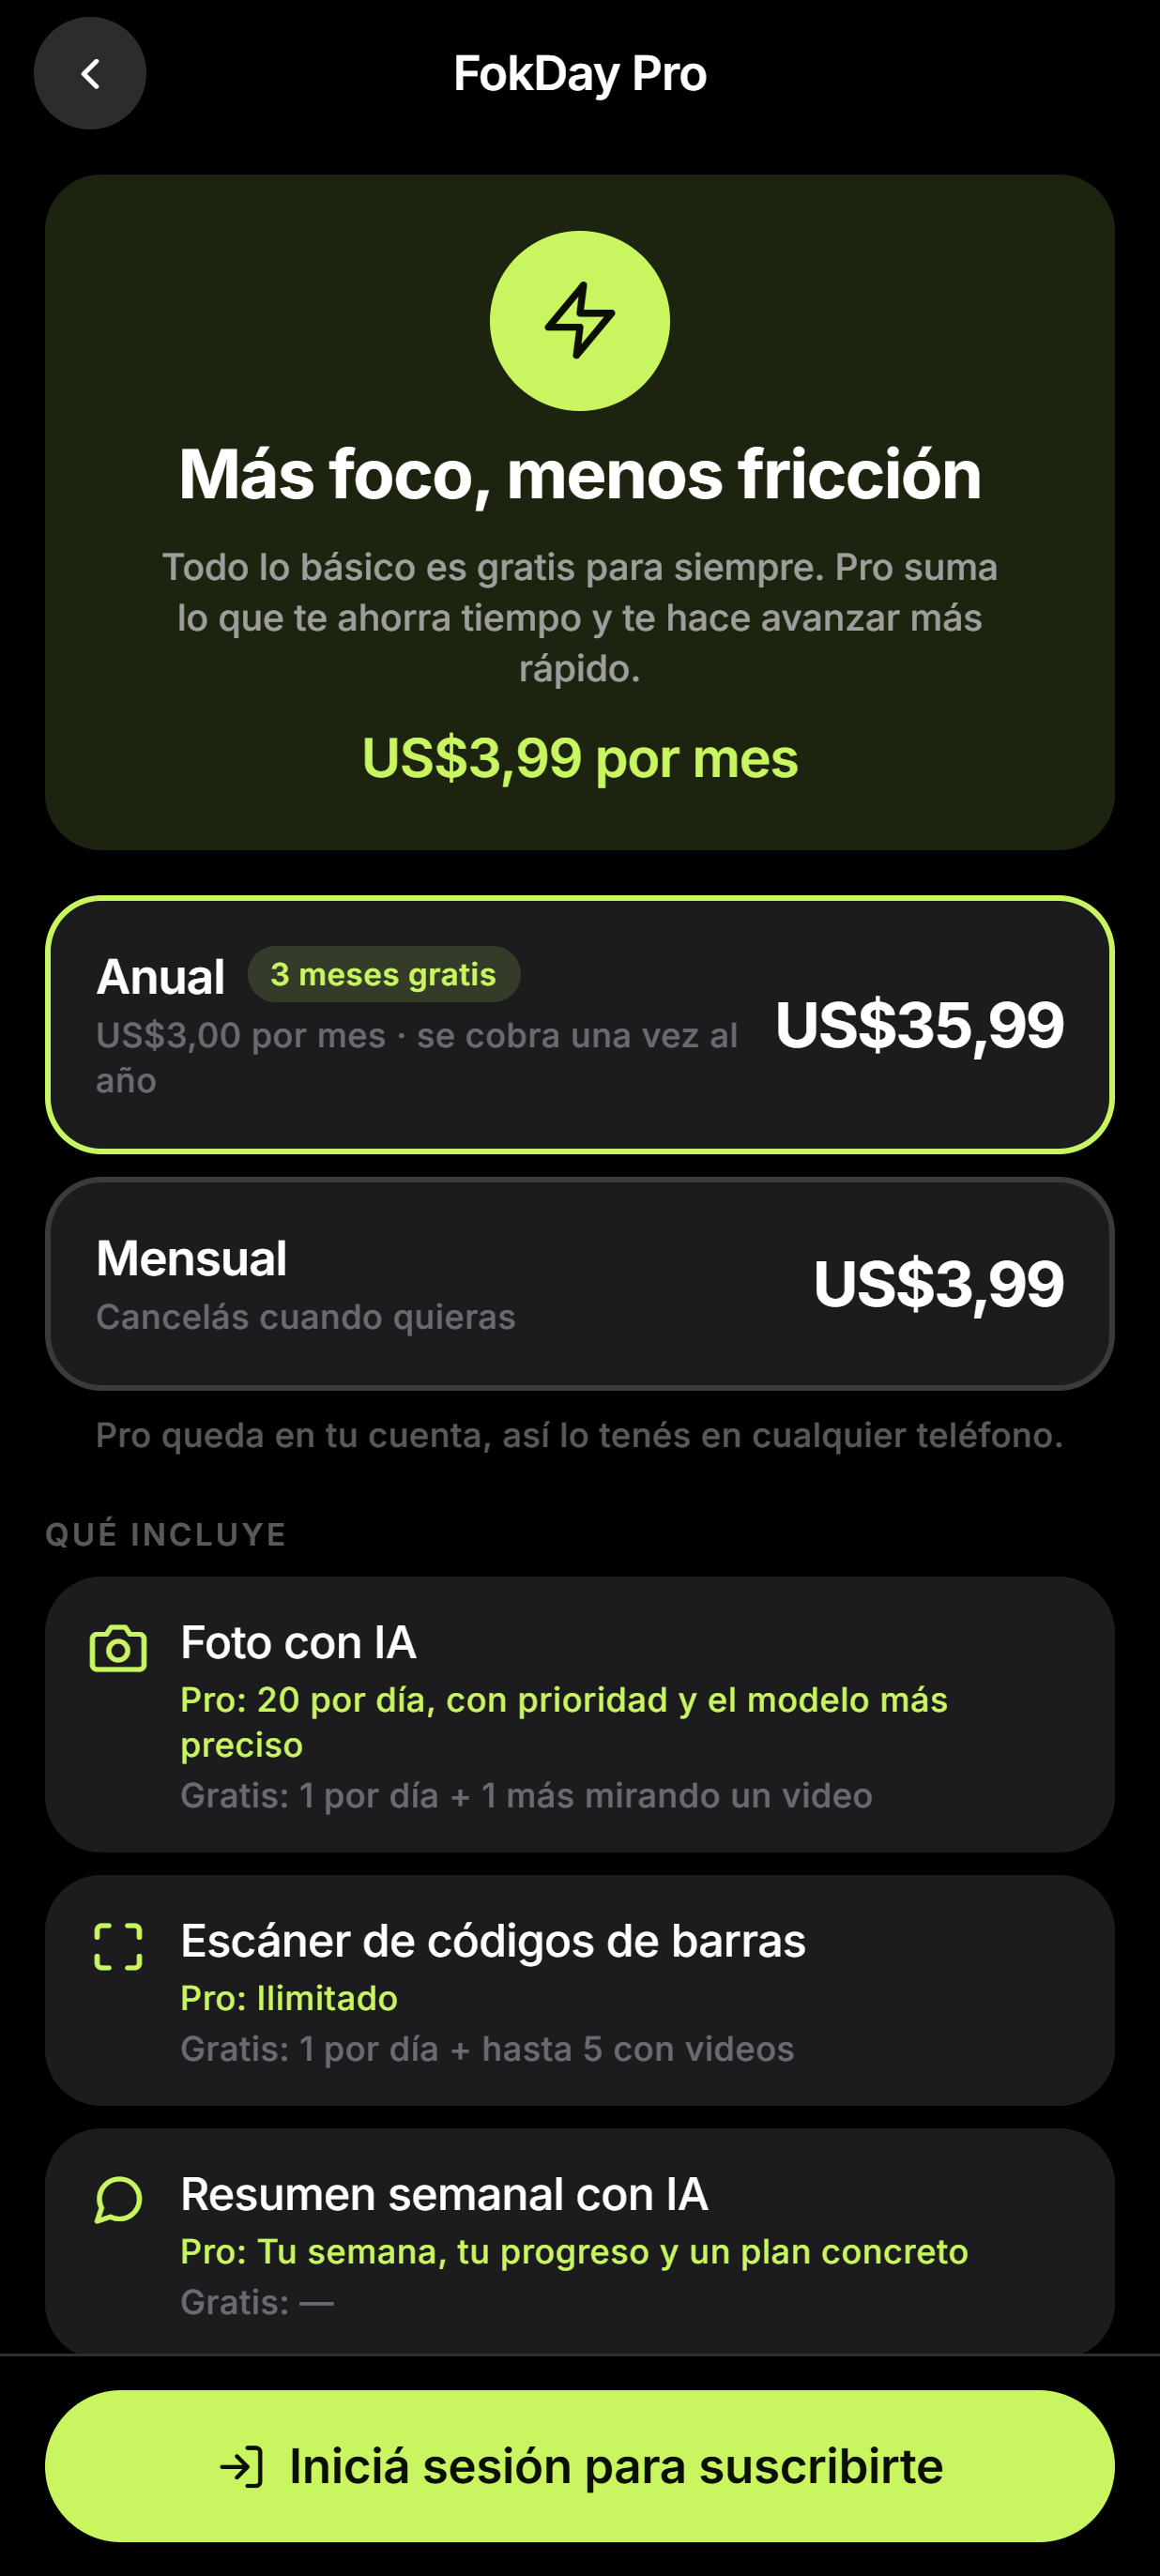 FokDay Pro
Más foco, menos fricción
Todo lo básico es gratis para siempre. Pro suma
lo que te ahorra tiempo y te hace avanzar más
rápido.
US$3,99 por mes
Anual 3 meses gratis
US$3,00 por mes · se cobra una vez al
año
US$35,99
Mensual
Cancelás cuando quieras
US$3,99
Pro queda en tu cuenta, así lo tenés en cualquier teléfono.
QUÉ INCLUYE
Foto con IA
Pro: 20 por día, con prioridad y el modelo más
preciso
Gratis: 1 por día + 1 más mirando un video
Escáner de códigos de barras
Pro: Ilimitado
Gratis: 1 por día + hasta 5 con videos
Resumen semanal con IA
Pro: Tu semana, tu progreso y un plan concreto
Gratis: —
Iniciá sesión para suscribirte